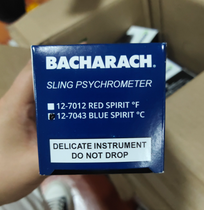 BACHARACH®
SLING PSYCHROMETER
12-7012 RED SPIRIT °F
12-7043 BLUE SPIRIT °C
DELICATE INSTRUMENT
DO NOT DROP